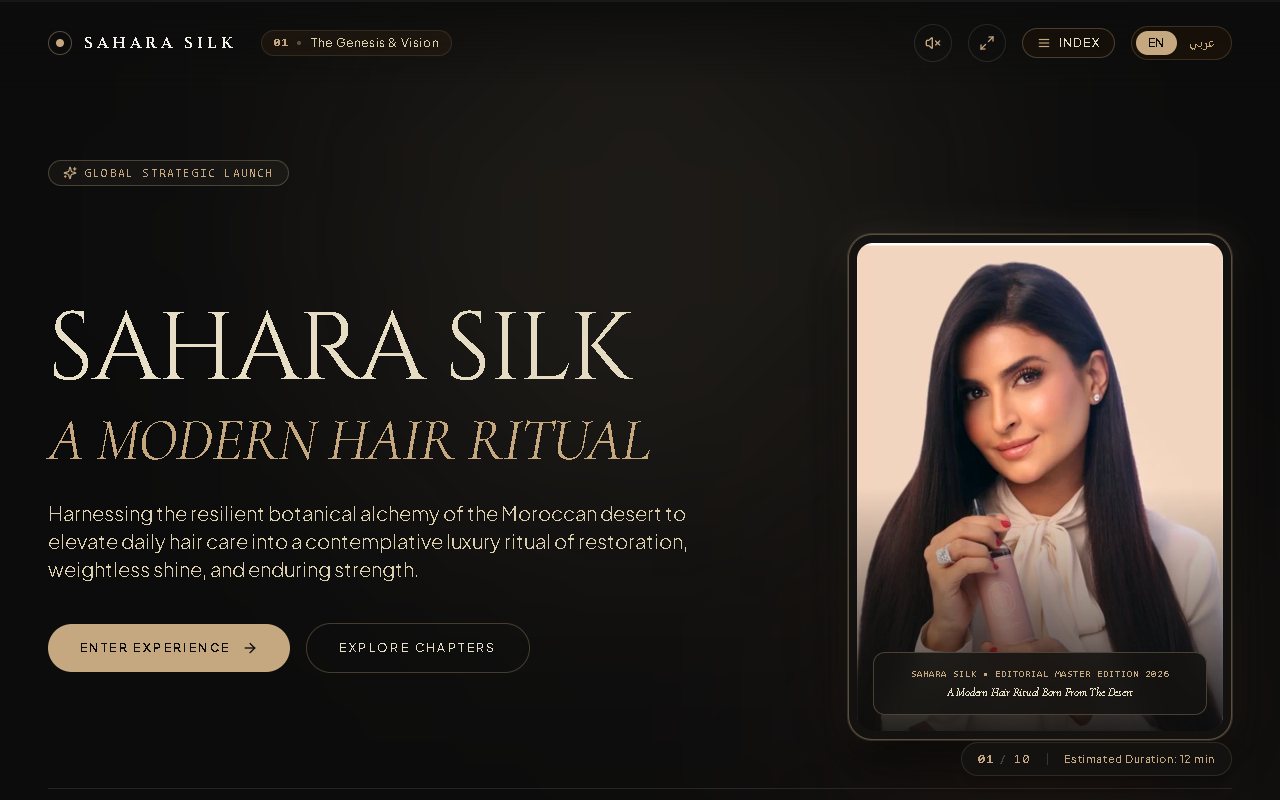 SAHARA SILK
01 • The Genesis & Vision
INDEX
EN
عربي
GLOBAL STRATEGIC LAUNCH
SAHARA SILK
A MODERN HAIR RITUAL
Harnessing the resilient botanical alchemy of the Moroccan desert to
elevate daily hair care into a contemplative luxury ritual of restoration,
weightless shine, and enduring strength.
ENTER EXPERIENCE
EXPLORE CHAPTERS
SAHARA SILK • EDITORIAL MASTER EDITION 2026
A Modern Hair Ritual Born From The Desert
01 / 10
Estimated Duration: 12 min